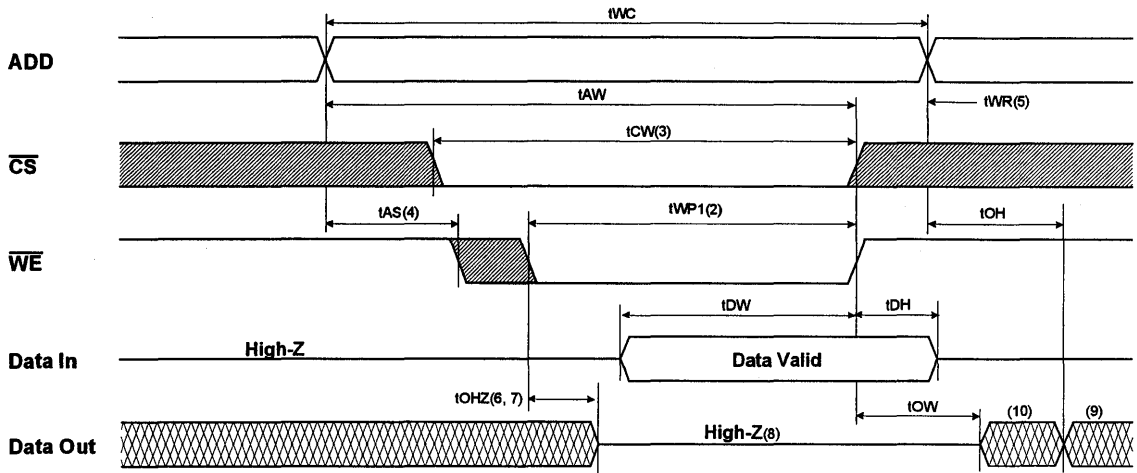 tWC
ADD
tAW
tWR(5)
tCW(3)
CS
tAS(4)
tWP1(2)
tOH
WE
tDW
tDH
High-Z
Data Valid
Data In
tOHZ(6, 7)
tOW
(10)
(9)
High-Z(8)
Data Out